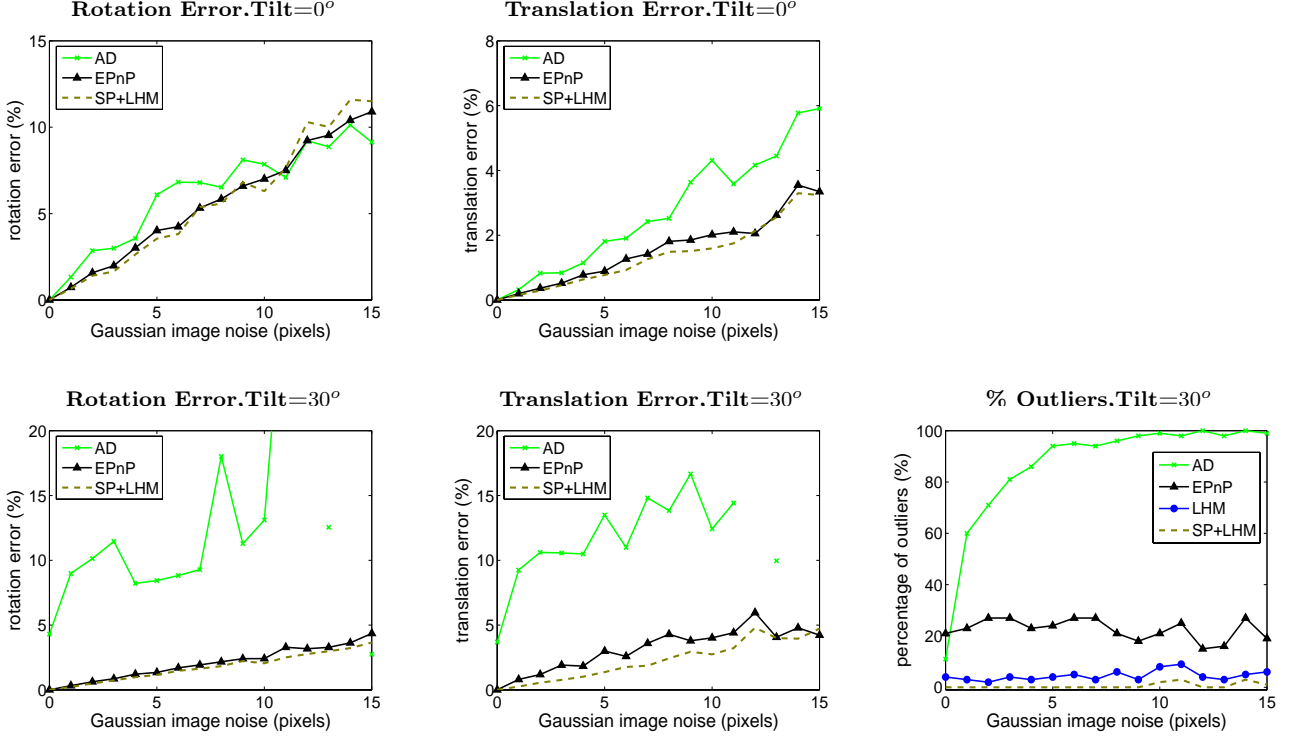 Rotation Error.Tilt=0º
Translation Error.Tilt=0º
15
10
5
0
0 5 10 15
rotation error (%)
Gaussian image noise (pixels)
AD
EPnP
SP+LHM
8
6
4
2
0
0 5 10 15
translation error (%)
Gaussian image noise (pixels)
AD
EPnP
SP+LHM
Rotation Error.Tilt=30º
Translation Error.Tilt=30º
% Outliers.Tilt=30º
20
15
10
5
0
0 5 10 15
rotation error (%)
Gaussian image noise (pixels)
AD
EPnP
SP+LHM
20
15
10
5
0
0 5 10 15
translation error (%)
Gaussian image noise (pixels)
AD
EPnP
SP+LHM
100
80
60
40
20
0
0 5 10 15
percentage of outliers (%)
Gaussian image noise (pixels)
AD
EPnP
LHM
SP+LHM